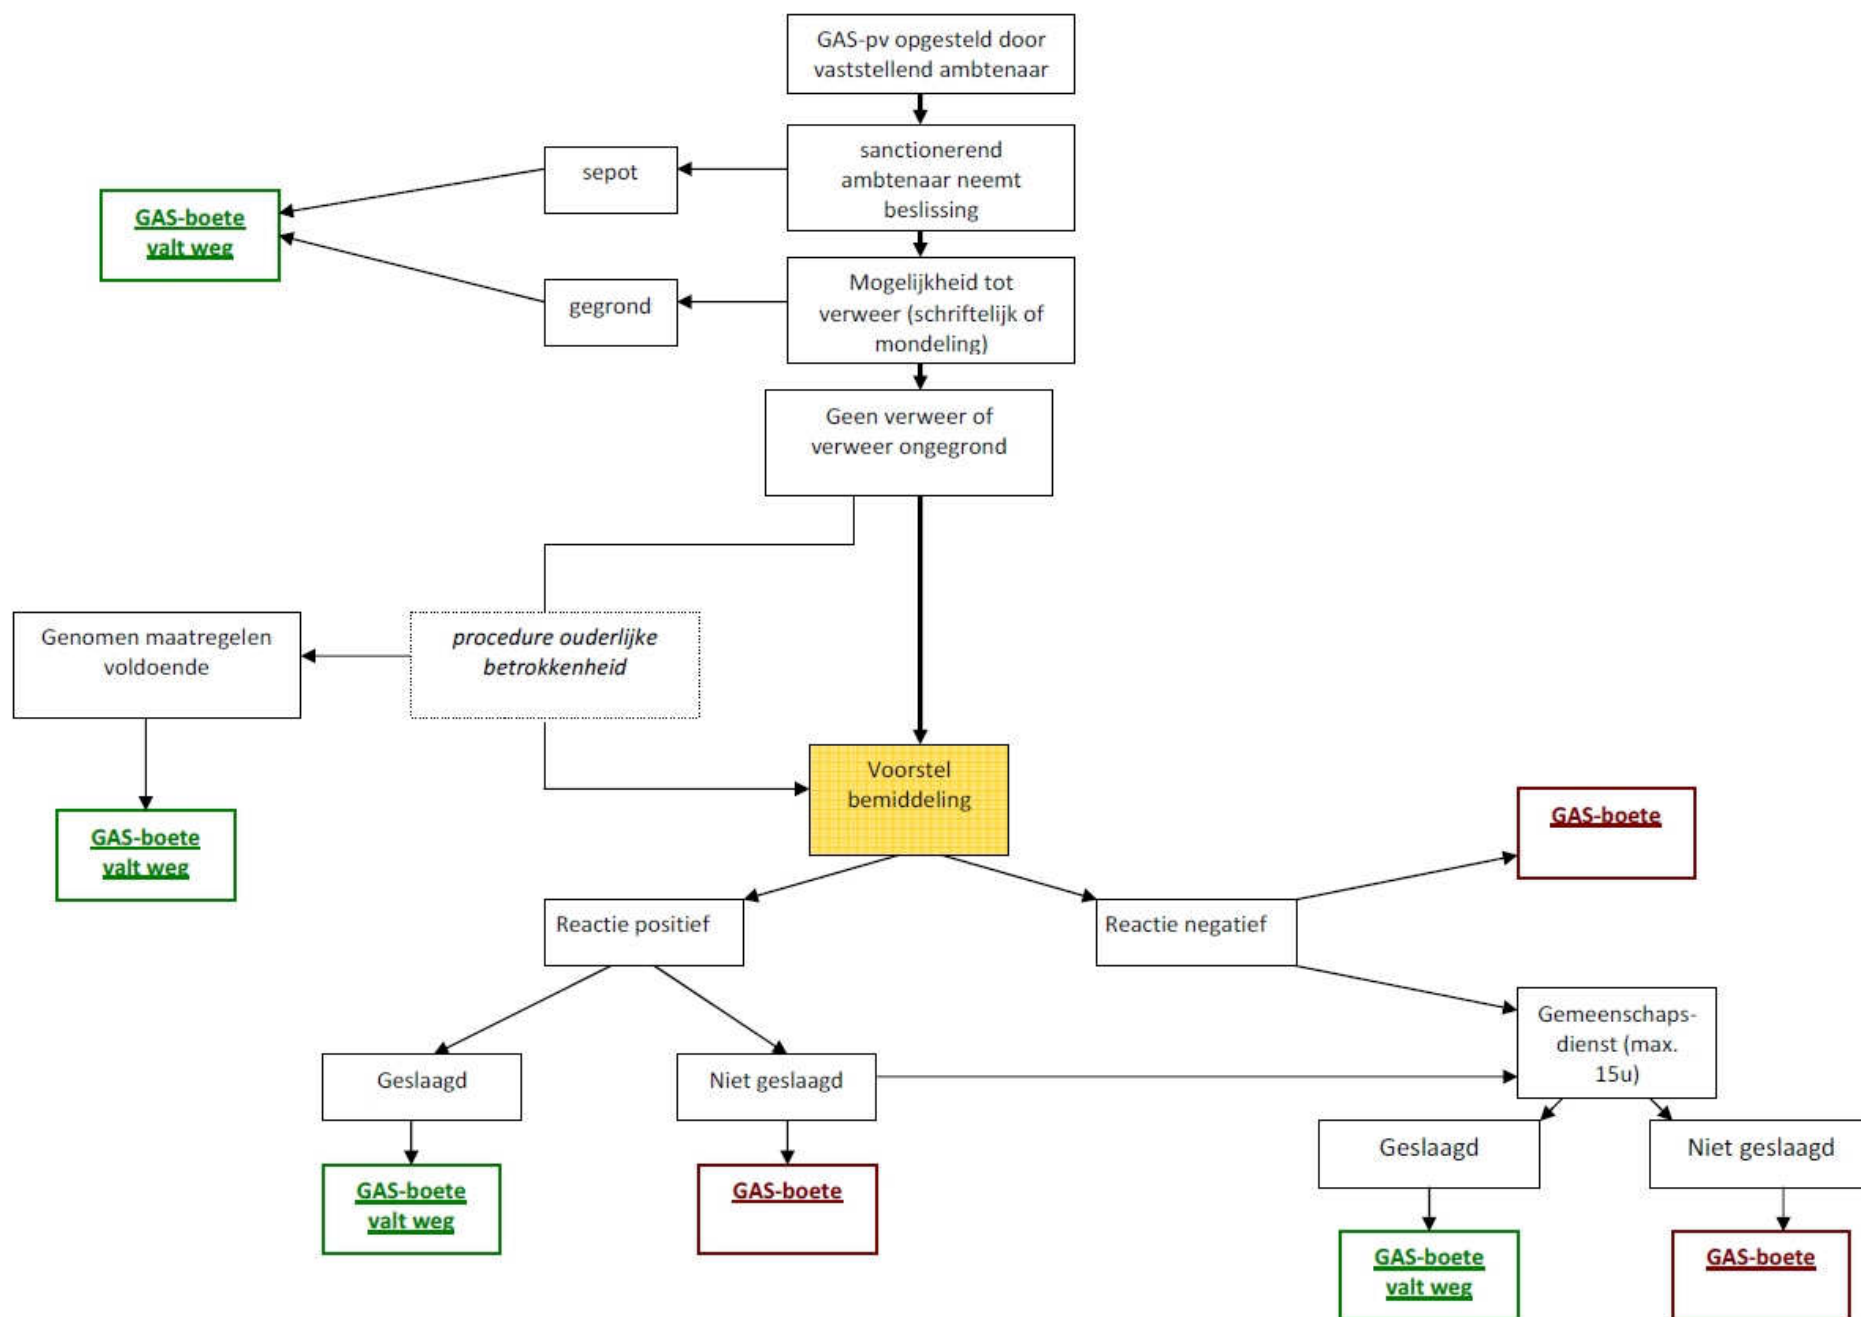 GAS-pv opgesteld door
vaststellend ambtenaar
sanctionerend
ambtenaar neemt
beslissing
sepot
GAS-boete
valt weg
Mogelijkheid tot
verweer (schriftelijk of
mondeling)
gegrond
Geen verweer of
verweer ongegrond
procedure ouderlijke
betrokkenheid
Genomen maatregelen
voldoende
GAS-boete
valt weg
Voorstel
bemiddeling
GAS-boete
Reactie positief
Reactie negatief
Gemeenschaps-
dienst (max.
15u)
Geslaagd
Niet geslaagd
GAS-boete
valt weg
GAS-boete
Geslaagd
Niet geslaagd
GAS-boete
valt weg
GAS-boete